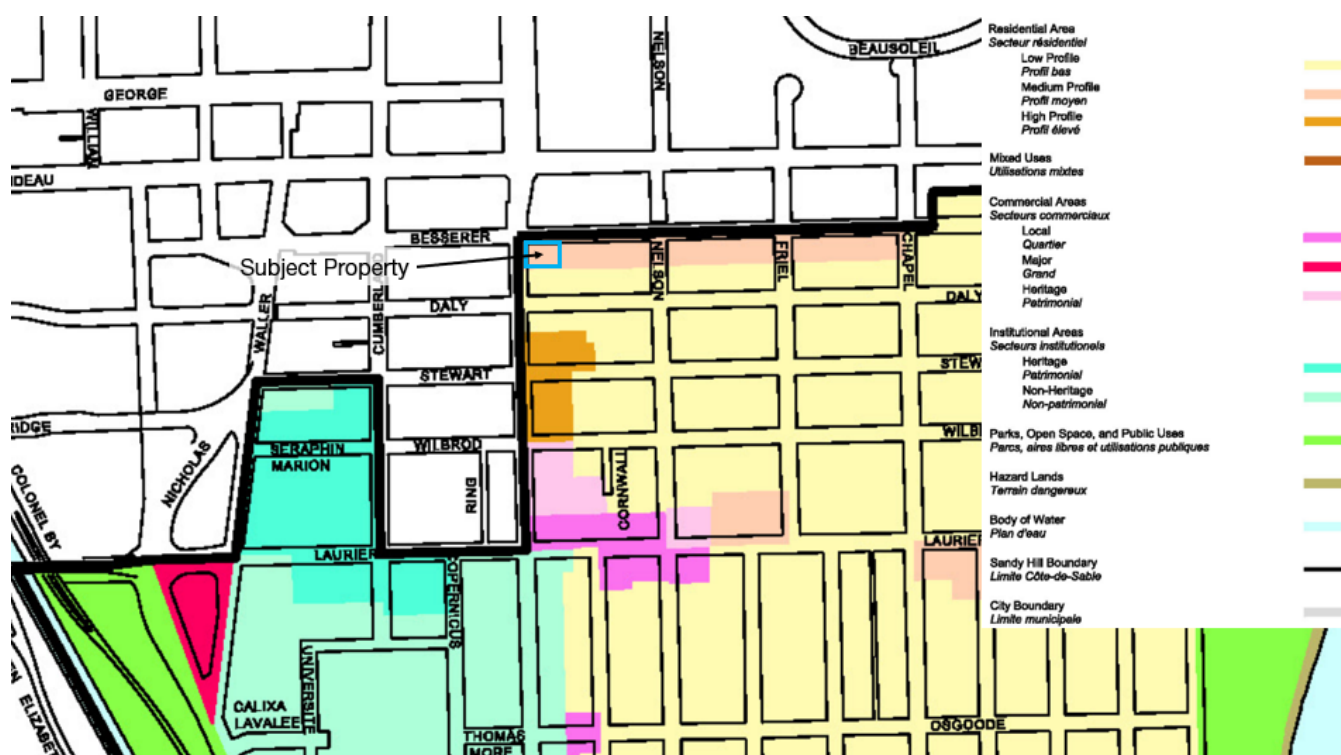 NELSON
BEAUSOLEIL
GEORGE
WILLIAM
IDEAU
BESSERER
Subject Property
NELSON
FRIEL
CHAPEL
DALY
DALY
WALLER
CUMBERLAND
STEWART
STEW
RIDGE
NICHOLAS
SERAPHIN
MARION
WILBROD
WILB
COLONEL BY
KING
CORNWALL
LAURIER
LAURIER
COPERNICUS
UNIVERSITE
EN ELIZABET
CALIXA
LAVALEE
THOMAS
MORE
OSGOODE
Residential Area
Secteur résidentiel
Low Profile
Profil bas
Medium Profile
Profil moyen
High Profile
Profil élevé
Mixed Uses
Utilisations mixtes
Commercial Areas
Secteurs commerciaux
Local
Quartier
Major
Grand
Heritage
Patrimonial
Institutional Areas
Secteurs institutionels
Heritage
Patrimonial
Non-Heritage
Non-patrimonial
Parks, Open Space, and Public Uses
Parcs, aires libres et utilisations publiques
Hazard Lands
Terrain dangereux
Body of Water
Plan d'eau
Sandy Hill Boundary
Limite Côte-de-Sable
City Boundary
Limite municipale